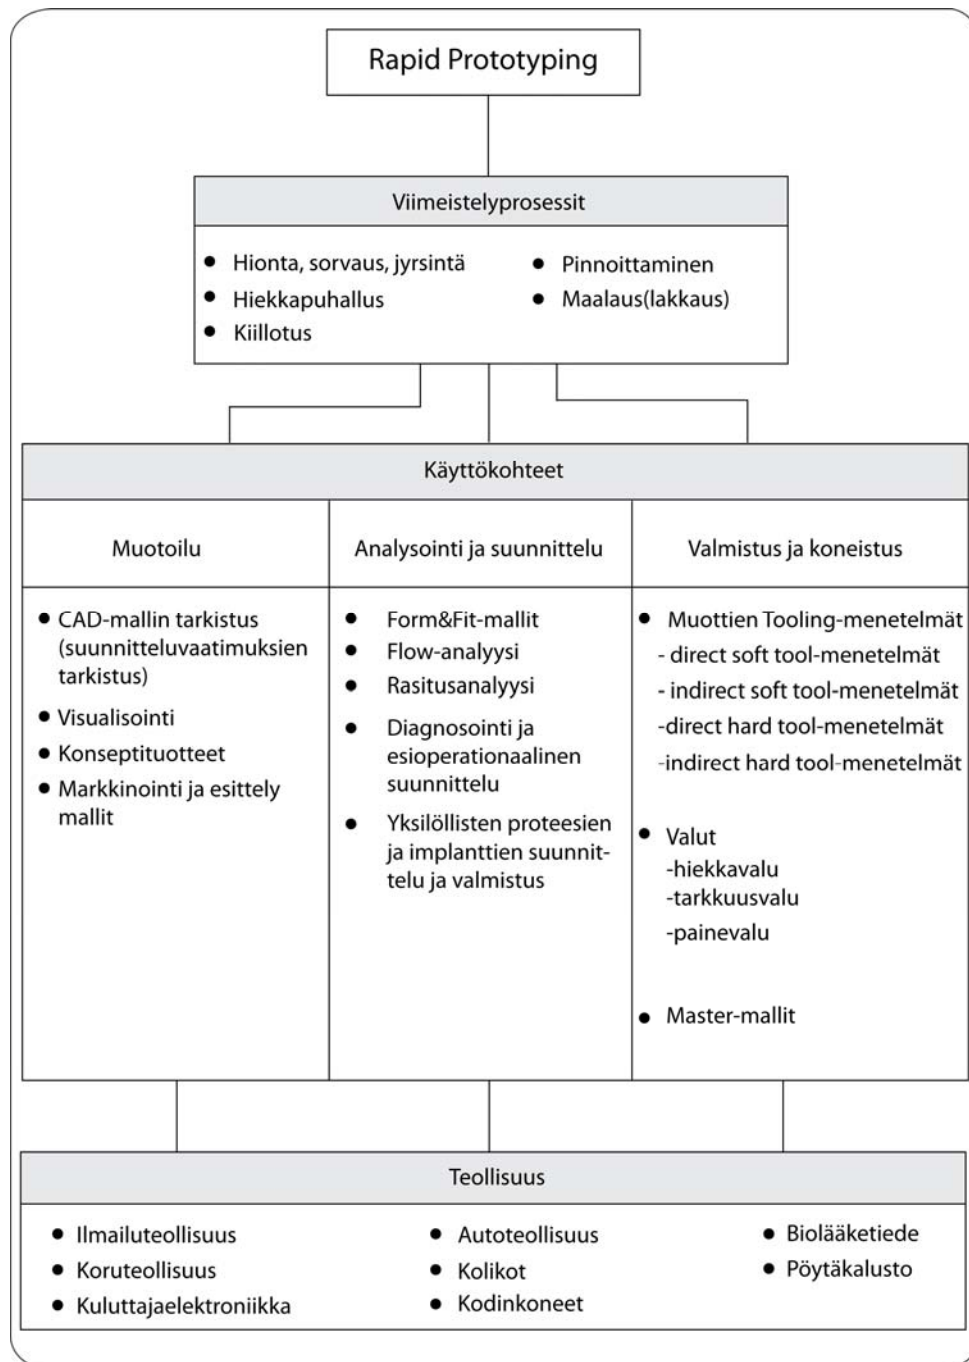 Rapid Prototyping
Viimeistelyprosessit
Hionta, sorvaus, jyrsintä
Hiekkapuhallus
Kiillotus
Pinnoittaminen
Maalaus(lakkaus)
Käyttökohteet
Muotoilu
CAD-mallin tarkistus
(suunnitteluvaatimuksien
tarkistus)
Visualisointi
Konseptituotteet
Markkinointi ja esittely
mallit
Analysointi ja suunnittelu
Form&Fit-mallit
Flow-analyysi
Rasitusanalyysi
Diagnosointi ja
esioperationaalinen
suunnittelu
Yksilöllisten proteesien
ja implanttien suunnit-
telu ja valmistus
Valmistus ja koneistus
Muottien Tooling-menetelmät
- direct soft tool-menetelmät
- indirect soft tool-menetelmät
-direct hard tool-menetelmät
-indirect hard tool-menetelmät
Valut
-hiekkavalu
-tarkkuusvalu
-painevalu
Master-mallit
Teollisuus
Ilmailuteollisuus
Koruteollisuus
Kuluttajaelektroniikka
Autoteollisuus
Kolikot
Kodinkoneet
Biolääketiede
Pöytäkalusto